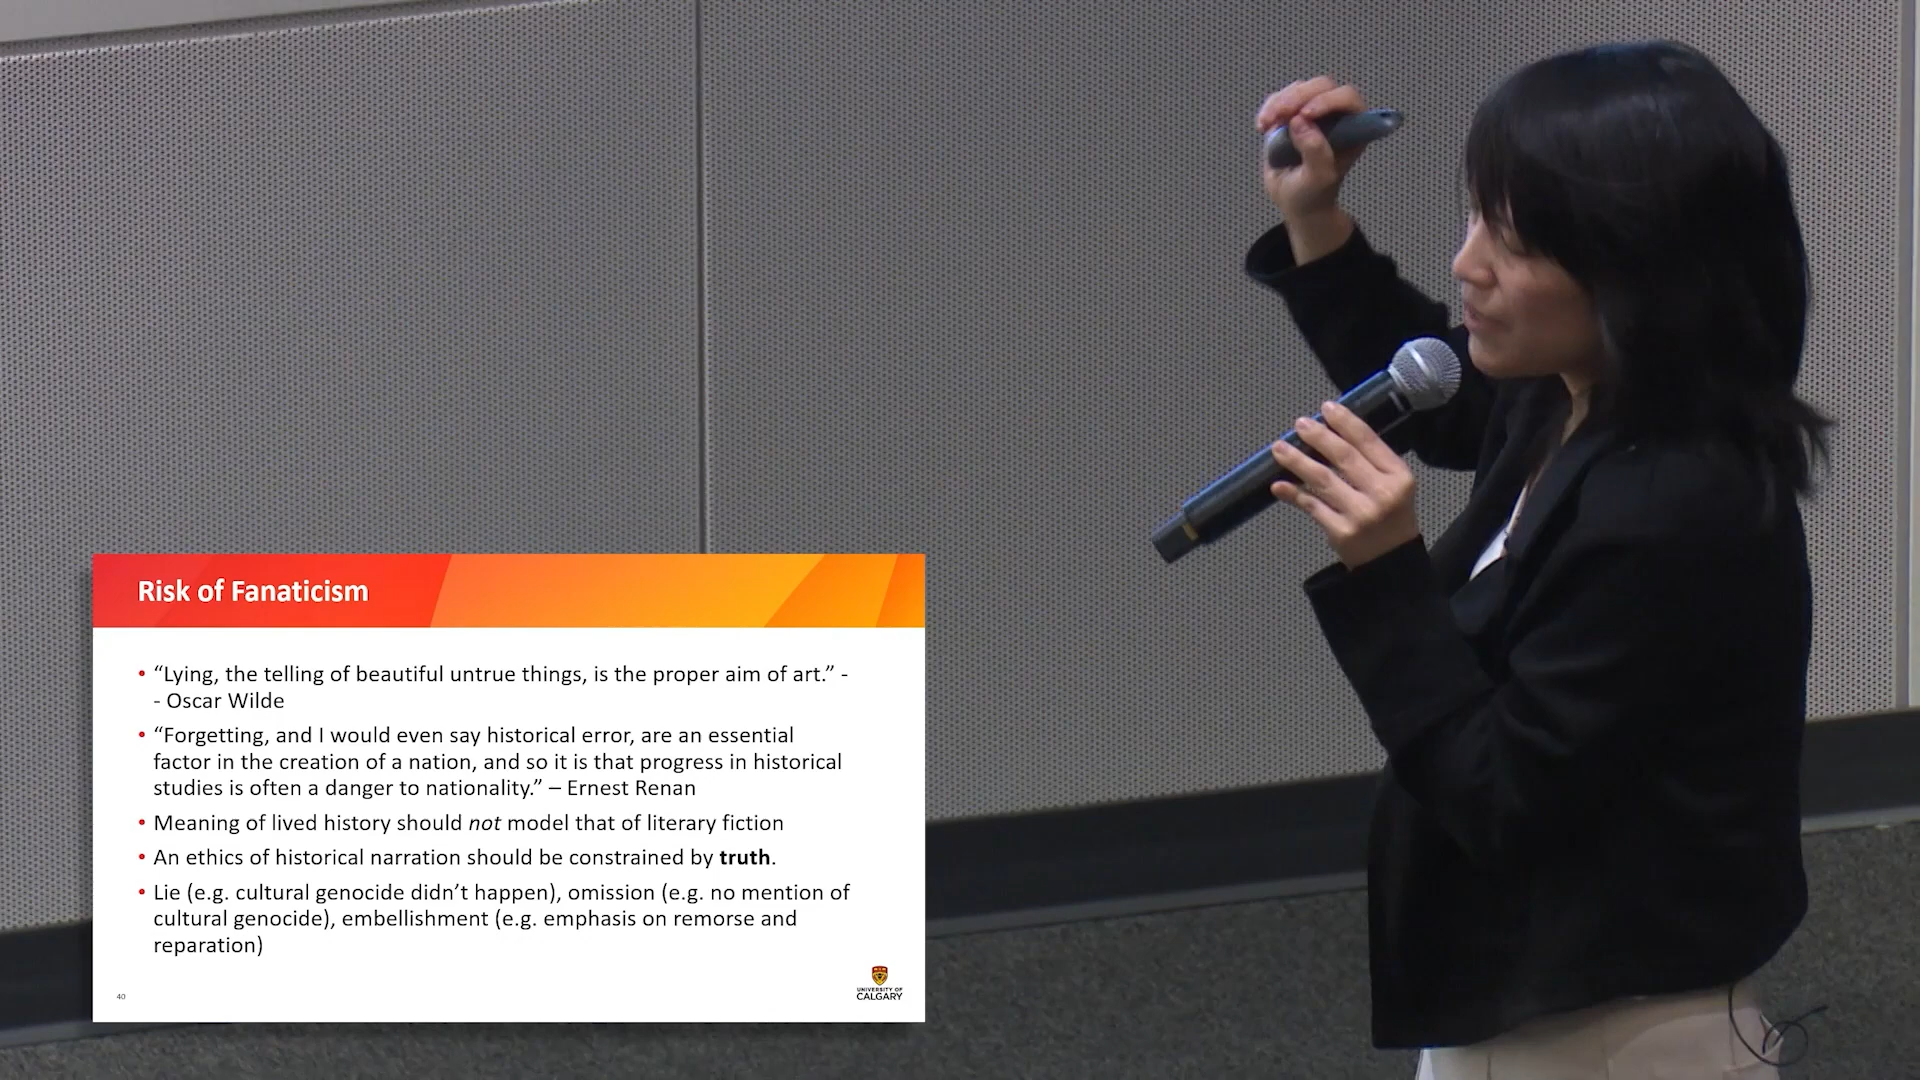 Risk of Fanaticism
• “Lying, the telling of beautiful untrue things, is the proper aim of art.” -
- Oscar Wilde
• “Forgetting, and I would even say historical error, are an essential
factor in the creation of a nation, and so it is that progress in historical
studies is often a danger to nationality.” – Ernest Renan
• Meaning of lived history should not model that of literary fiction
• An ethics of historical narration should be constrained by truth.
• Lie (e.g. cultural genocide didn’t happen), omission (e.g. no mention of
cultural genocide), embellishment (e.g. emphasis on remorse and
reparation)
40
UNIVERSITY OF
CALGARY